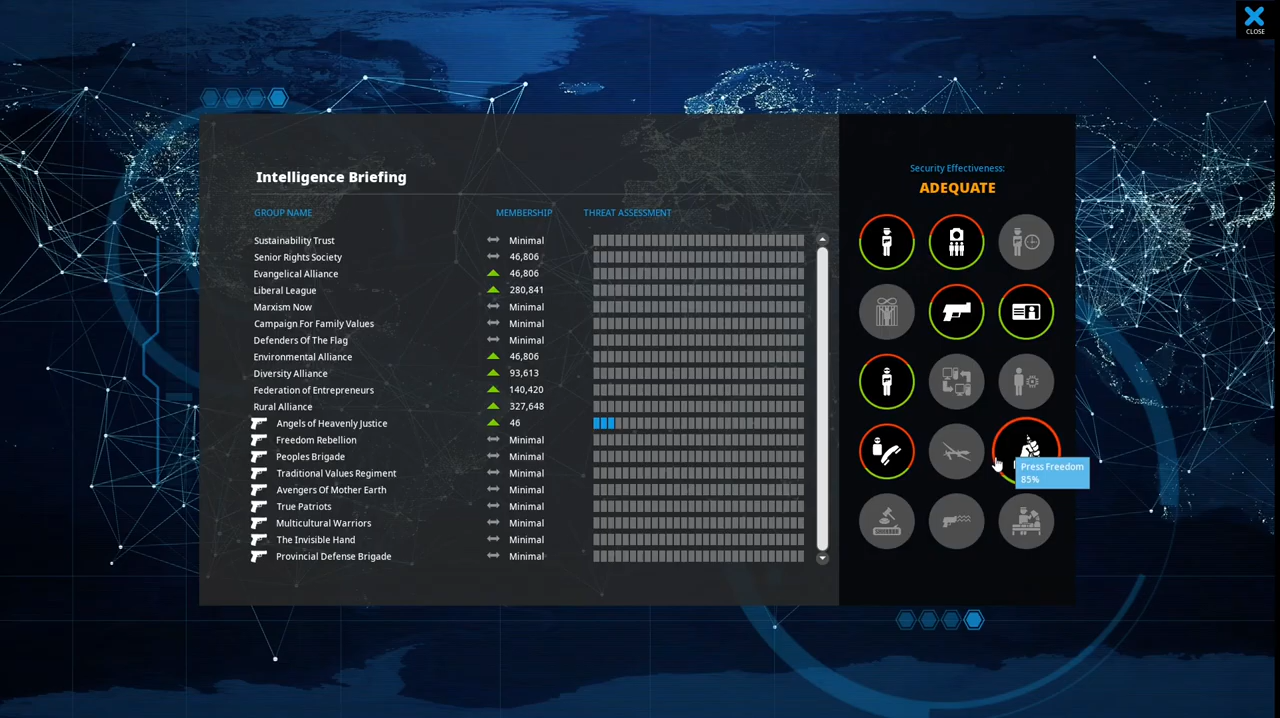 CLOSE
Intelligence Briefing
Security Effectiveness:
ADEQUATE
GROUP NAME MEMBERSHIP THREAT ASSESSMENT
Sustainability Trust Minimal
Senior Rights Society 46,806
Evangelical Alliance 46,806
Liberal League 280,841
Marxism Now Minimal
Campaign For Family Values Minimal
Defenders Of The Flag Minimal
Environmental Alliance 46,806
Diversity Alliance 93,613
Federation of Entrepreneurs 140,420
Rural Alliance 327,648
Angels of Heavenly Justice 46
Freedom Rebellion Minimal
Peoples Brigade Minimal
Traditional Values Regiment Minimal
Avengers Of Mother Earth Minimal
True Patriots Minimal
Multicultural Warriors Minimal
The Invisible Hand Minimal
Provincial Defense Brigade Minimal
Press Freedom
85%